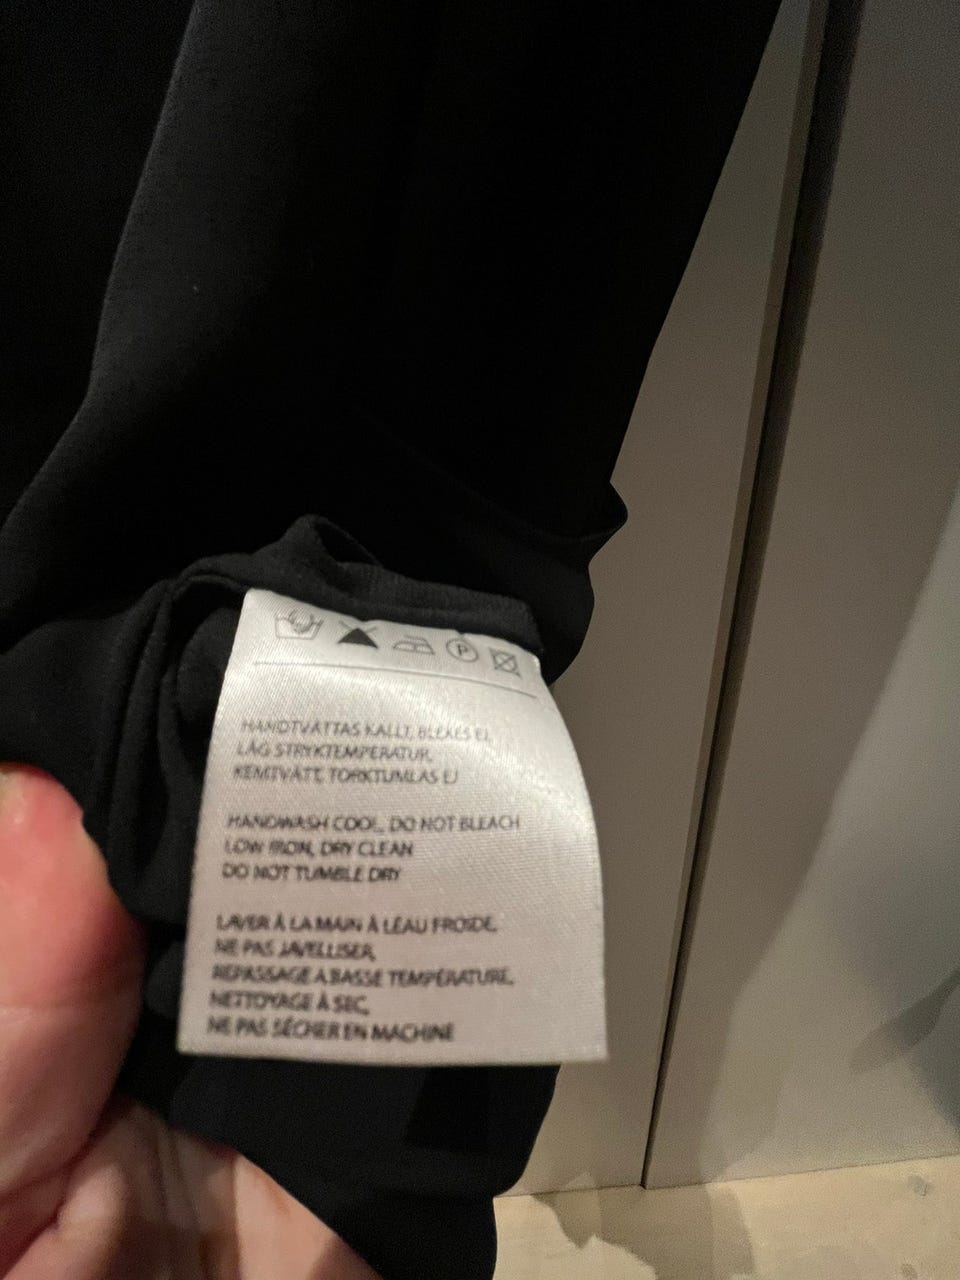 P
HANDTVÄTTAS KALLT, BLEKES EJ,
LÅG STRYKTEMPERATUR,
KEMTVÄTT, TORKTUMLAS EJ
HANDWASH COOL, DO NOT BLEACH
LOW IRON, DRY CLEAN
DO NOT TUMBLE DRY
LAVER À LA MAIN À LÉAU FROIDE,
NE PAS JAVELLISER,
REPASSAGE A BASSE TEMPÉRATURE,
NETTOYAGE À SEC,
NE PAS SÉCHER EN MACHINE